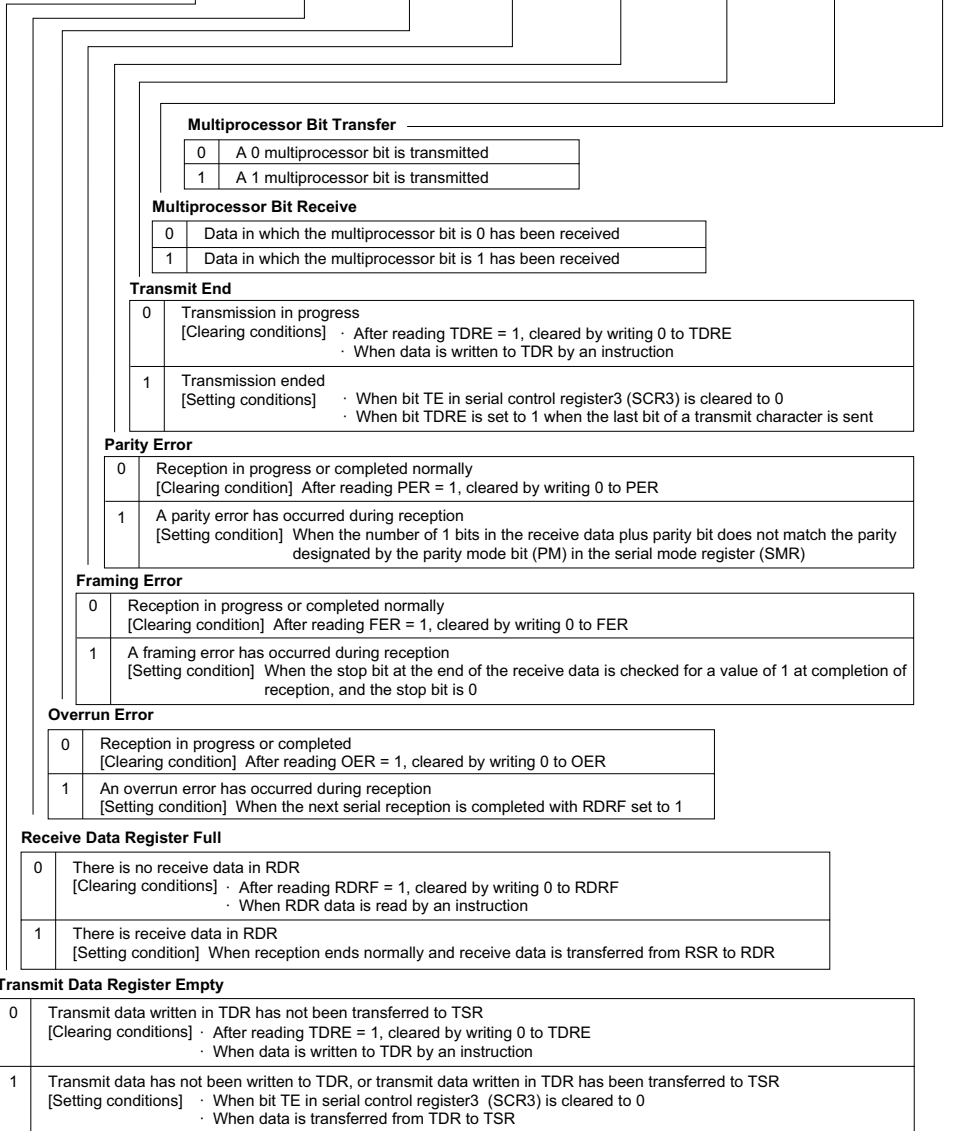 Multiprocessor Bit Transfer
0 A 0 multiprocessor bit is transmitted
1 A 1 multiprocessor bit is transmitted
Multiprocessor Bit Receive
0 Data in which the multiprocessor bit is 0 has been received
1 Data in which the multiprocessor bit is 1 has been received
Transmit End
0 Transmission in progress
[Clearing conditions] · After reading TDRE = 1, cleared by writing 0 to TDRE
· When data is written to TDR by an instruction
1 Transmission ended
[Setting conditions] · When bit TE in serial control register3 (SCR3) is cleared to 0
· When bit TDRE is set to 1 when the last bit of a transmit character is sent
Parity Error
0 Reception in progress or completed normally
[Clearing condition] After reading PER = 1, cleared by writing 0 to PER
1 A parity error has occurred during reception
[Setting condition] When the number of 1 bits in the receive data plus parity bit does not match the parity
designated by the parity mode bit (PM) in the serial mode register (SMR)
Framing Error
0 Reception in progress or completed normally
[Clearing condition] After reading FER = 1, cleared by writing 0 to FER
1 A framing error has occurred during reception
[Setting condition] When the stop bit at the end of the receive data is checked for a value of 1 at completion of
reception, and the stop bit is 0
Overrun Error
0 Reception in progress or completed
[Clearing condition] After reading OER = 1, cleared by writing 0 to OER
1 An overrun error has occurred during reception
[Setting condition] When the next serial reception is completed with RDRF set to 1
Receive Data Register Full
0 There is no receive data in RDR
[Clearing conditions] · After reading RDRF = 1, cleared by writing 0 to RDRF
· When RDR data is read by an instruction
1 There is receive data in RDR
[Setting condition] When reception ends normally and receive data is transferred from RSR to RDR
Transmit Data Register Empty
0 Transmit data written in TDR has not been transferred to TSR
[Clearing conditions] · After reading TDRE = 1, cleared by writing 0 to TDRE
· When data is written to TDR by an instruction
1 Transmit data has not been written to TDR, or transmit data written in TDR has been transferred to TSR
[Setting conditions] · When bit TE in serial control register3 (SCR3) is cleared to 0
· When data is transferred from TDR to TSR